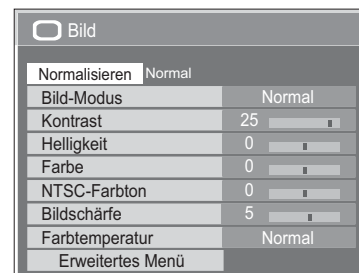 Bild
Normalisieren Normal
Bild-Modus Normal
Kontrast 25
Helligkeit 0
Farbe 0
NTSC-Farbton 0
Bildschärfe 5
Farbtemperatur Normal
Erweitertes Menü